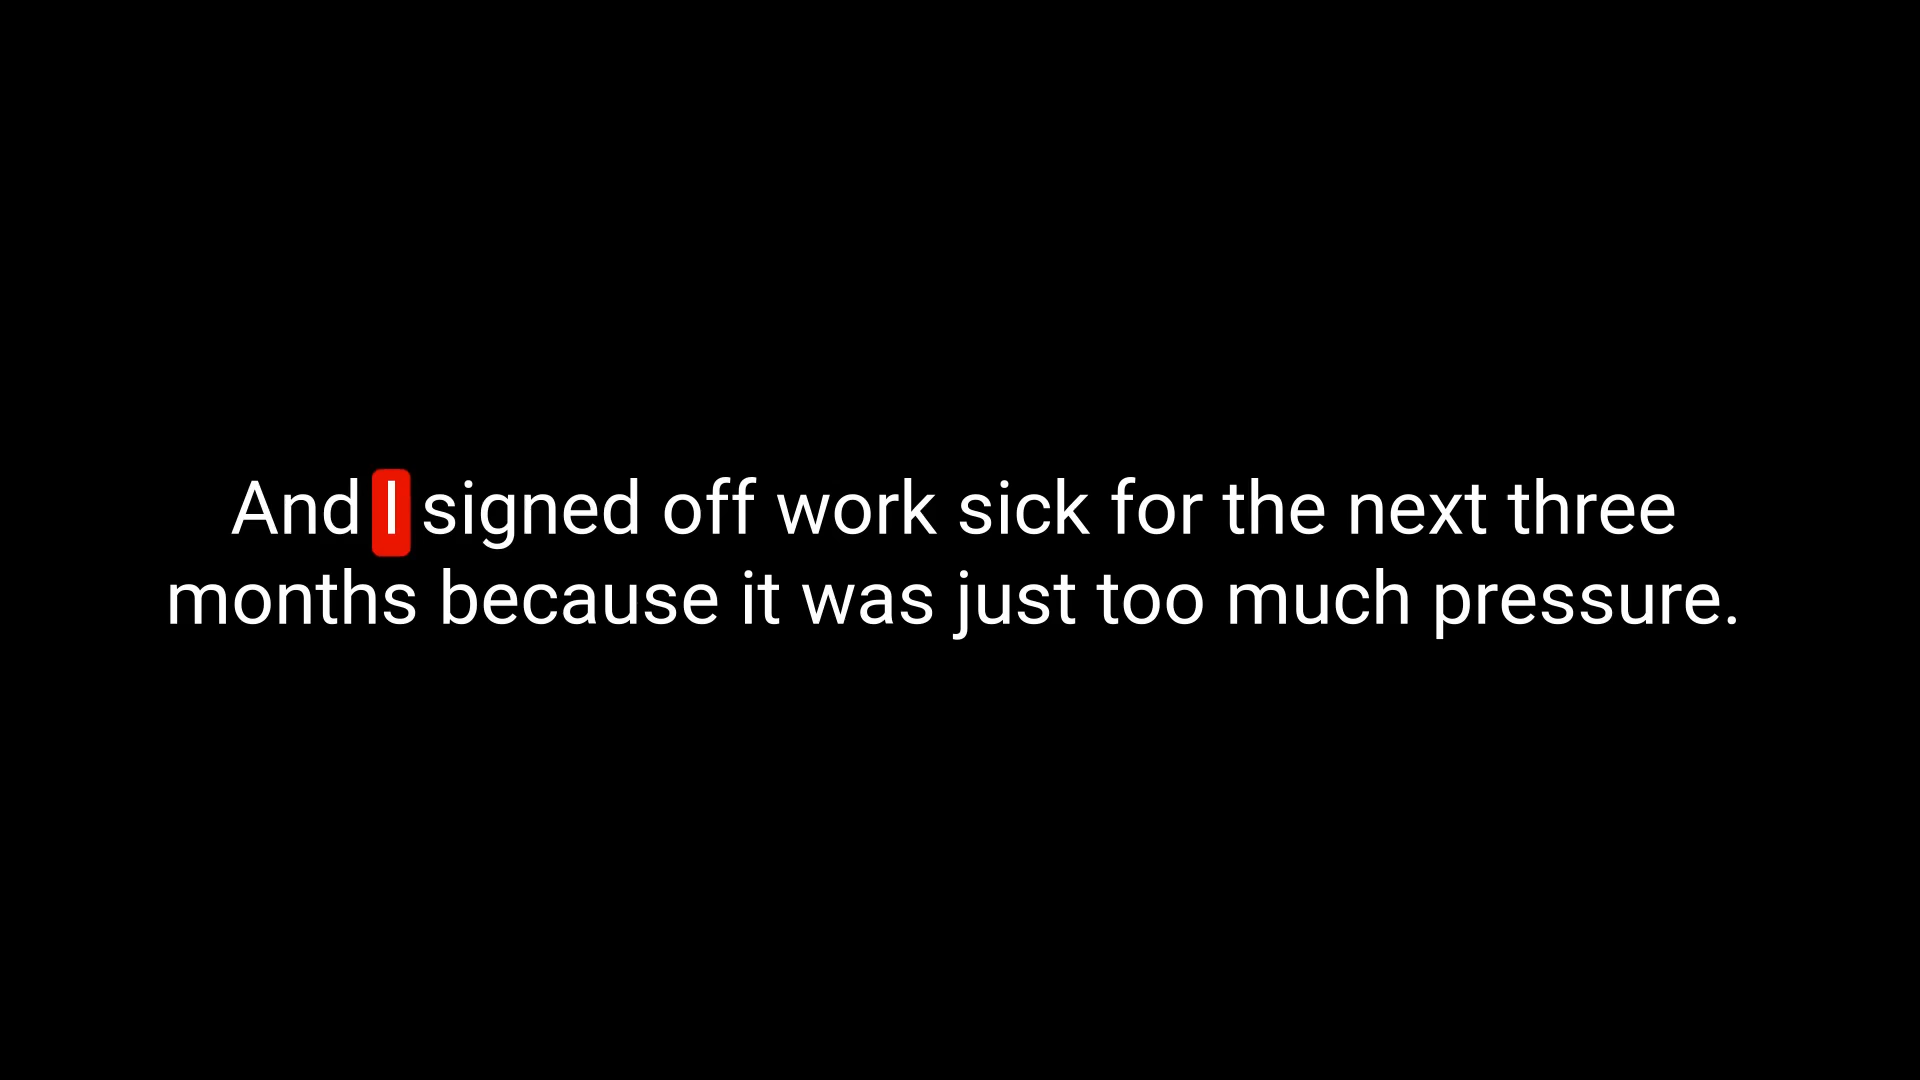 And I signed off work sick for the next three
months because it was just too much pressure.